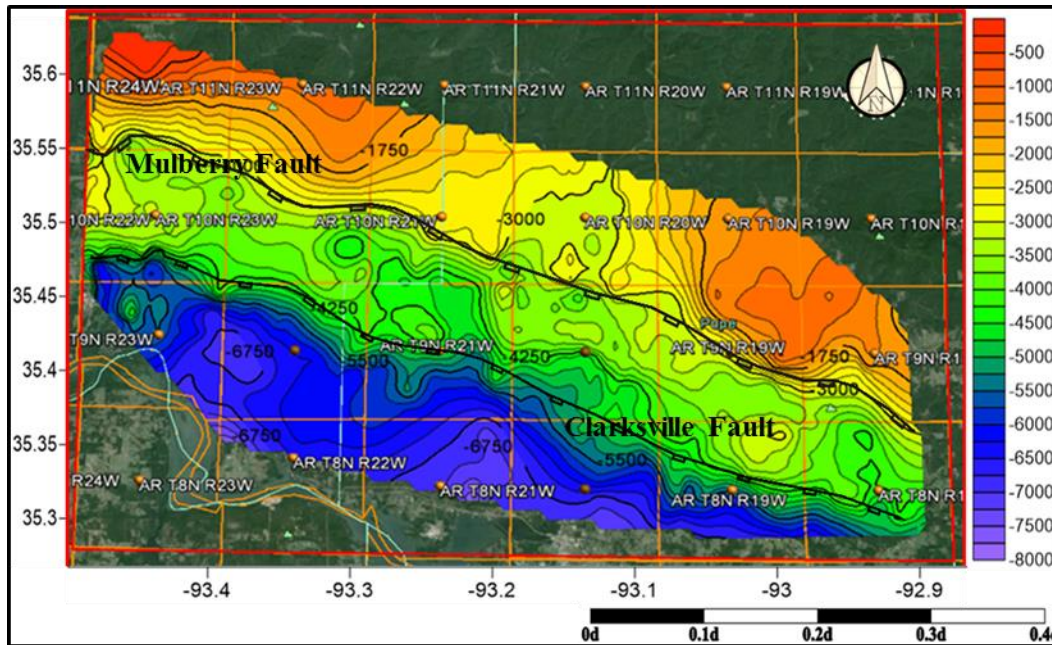 -500
-1000
-1500
-2000
-2500
-3000
-3500
-4000
-4500
-5000
-5500
-6000
-6500
-7000
-7500
-8000
35.6
35.55
35.5
35.45
35.4
35.35
35.3
11N R24W
AR T11N R23W
AR T11N R22W
AR T11N R21W
AR T11N R20W
AR T11N R19W
1N R1
N
-1750
Mulberry Fault
10N R22W
AR T10N R23W
AR T10N R21W
-3000
AR T10N R20W
AR T10N R19W
AR T10N R1
-4250
Pope
T9N R23W
-6750
-5500
AR T9N R21W
-4250
AR T9N R19W
-1750
AR T9N R1
-3000
Clarksville Fault
-6750
-6750
-5500
R24W
AR T8N R23W
AR T8N R22W
AR T8N R21W
AR T8N R19W
AR T8N R1
-93.4
-93.3
-93.2
-93.1
-93
-92.9
0d
0.1d
0.2d
0.3d
0.4d